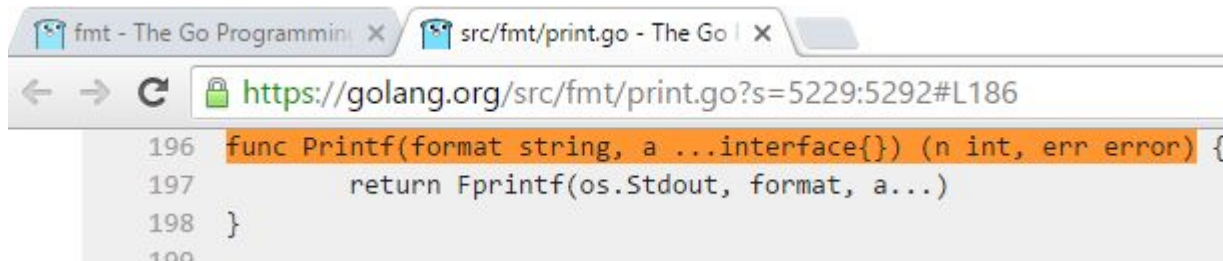 fmt - The Go Programmin
src/fmt/print.go - The Go
https://golang.org/src/fmt/print.go?s=5229:5292#L186
196 func Printf(format string, a ...interface{}) (n int, err error) {
197 return Fprintf(os.Stdout, format, a...)
198 }
199